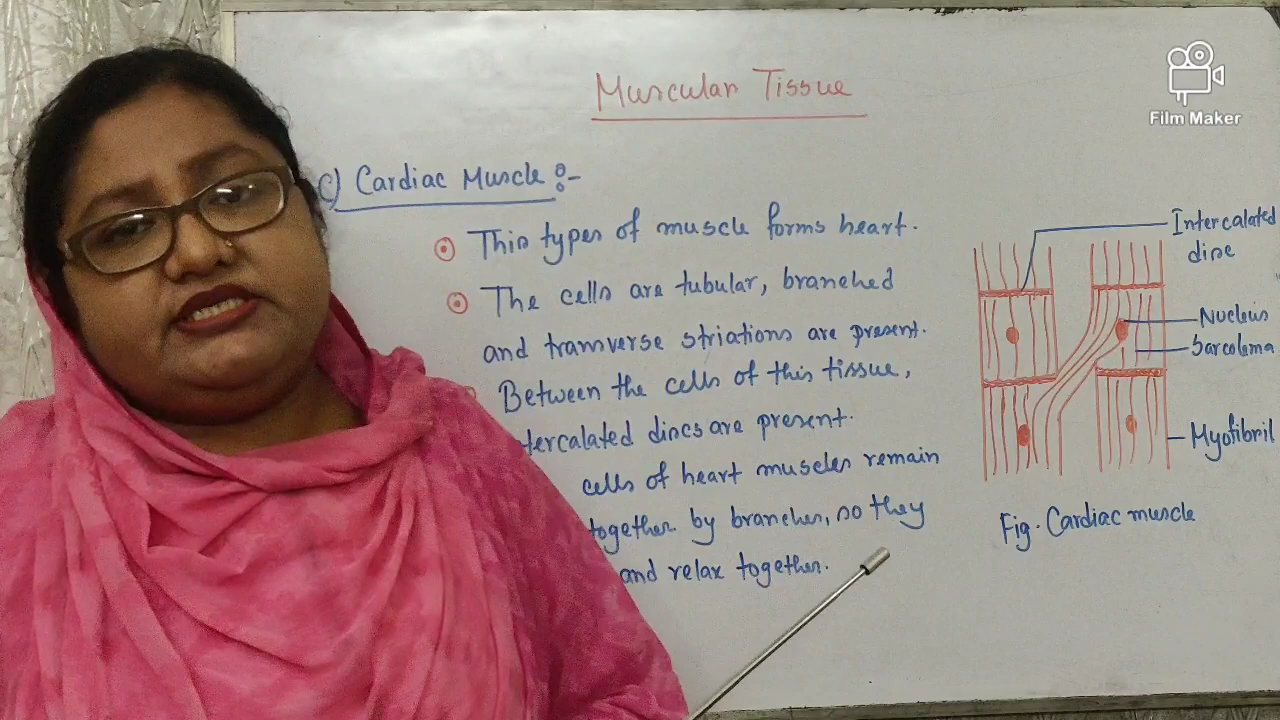 Muscular Tissue
Film Maker
C) Cardiac Muscle :-
This types of muscle forms heart.
The cells are tubular, branched
and transverse striations are present.
Between the cells of this tissue,
tercalated discs are present.
cells of heart muscles remain
together by branches, so they
and relax together.
Intercalated
disc
Nucleus
Sarcolema
Myofibril
Fig. Cardiac muscle